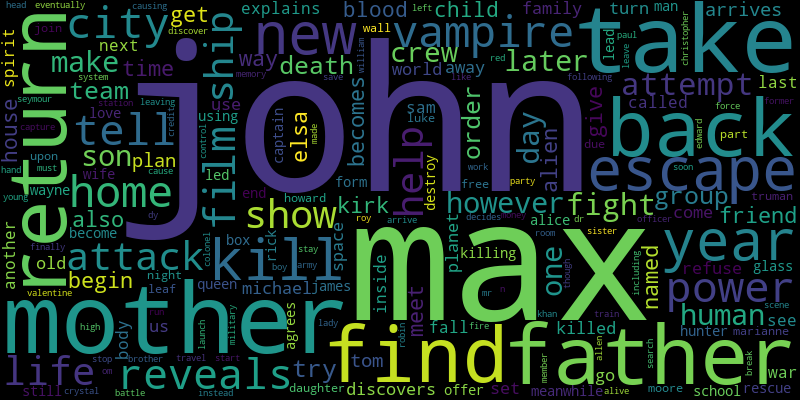 john
max
take
back
mother
father
find
return
kill
escape
new
vampire
year
power
city
ship
film
help
home
tell
show
attack
life
reveals
fight
however
later
crew
death
day
one
human
group
attempt
arrives
friend
child
family
blood
get
make
team
time
way
son
plan
also
begin
kirk
elsa
becomes
order
alien
give
called
last
world
away
use
using
explains
next
spirit
house
love
wife
wayne
old
another
become
upon
led
captain
sam
luke
destroy
turn
man
lead
see
war
school
rescue
marianne
hunter
glass
refuse
come
truman
named
meet
inside
planet
killing
alice
fall
killed
discovers
offer
set
go
moore
meanwhile
alive
try
tom
daughter
agrees
james
michael
queen
box
rick
space
howard
end
form
free
night
leaf
us
body
still
high
valentine
crystal
battle
stop
brother
travel
start
launch
military
lady
instead
run
om
finally
young
hand
must
seymour
capture
station
leaving
system
join
head
eventually
causing
discover
memory
control
credit
cause
colonel
dy
roy
stay
boy
army
arrive
made
william
save
left
wall
red
like
following
christopher
paul
leave
force
former
due
part
edward
soon
work
party
decides
money
dr
sister
officer
room
though
including
mr
n
khan
train
fire
robin
member
allen
search
break
scene